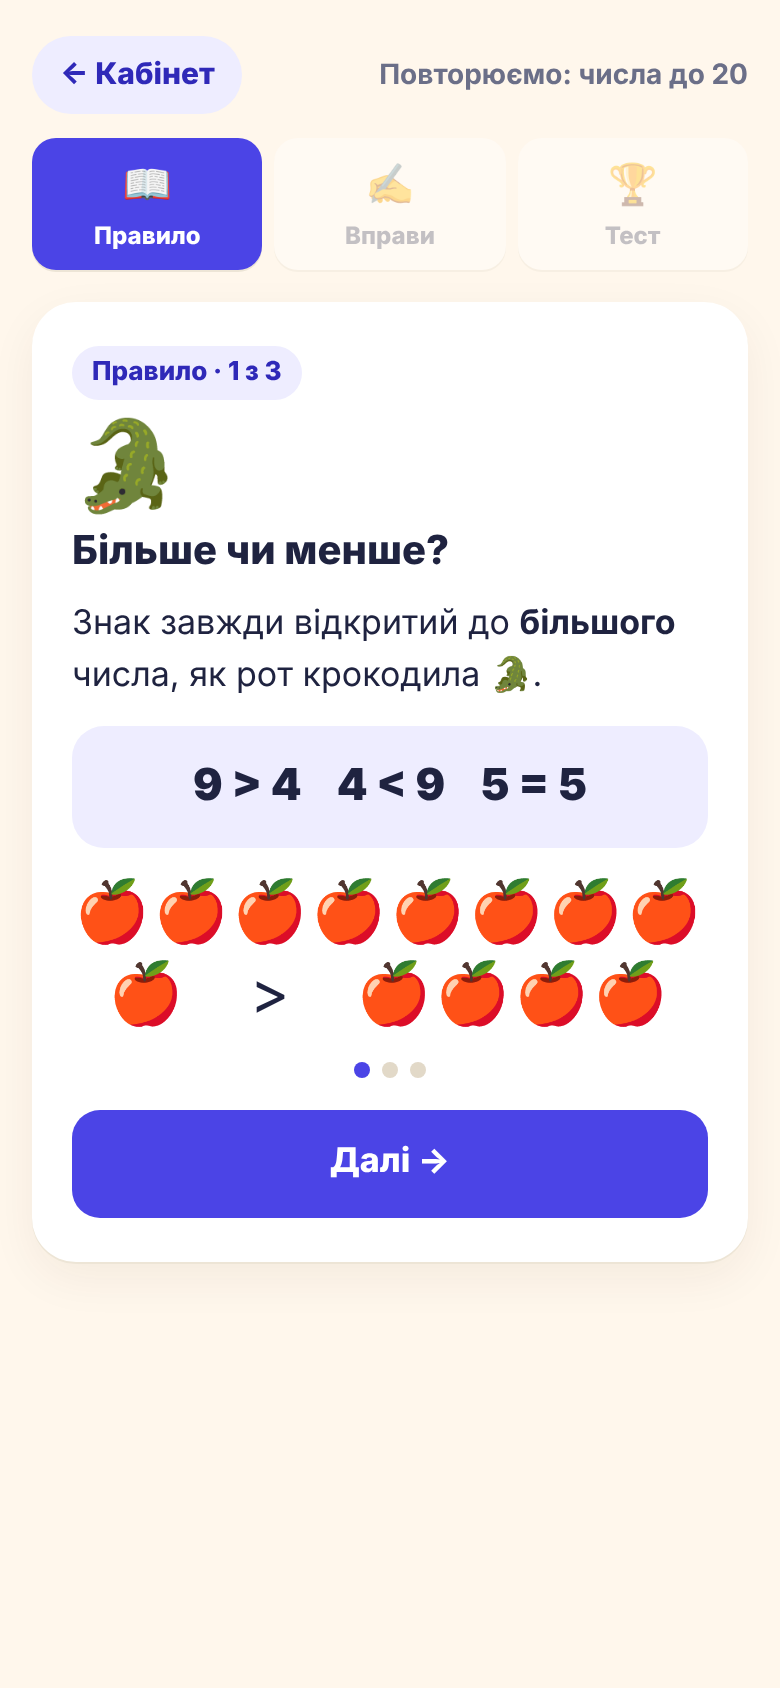 ← Кабінет
Повторюємо: числа до 20
Правило
Вправи
Тест
Правило · 1 з 3
Більше чи менше?
Знак завжди відкритий до більшого
числа, як рот крокодила 🐊.
9 > 4 4 < 9 5 = 5
>
Далі →